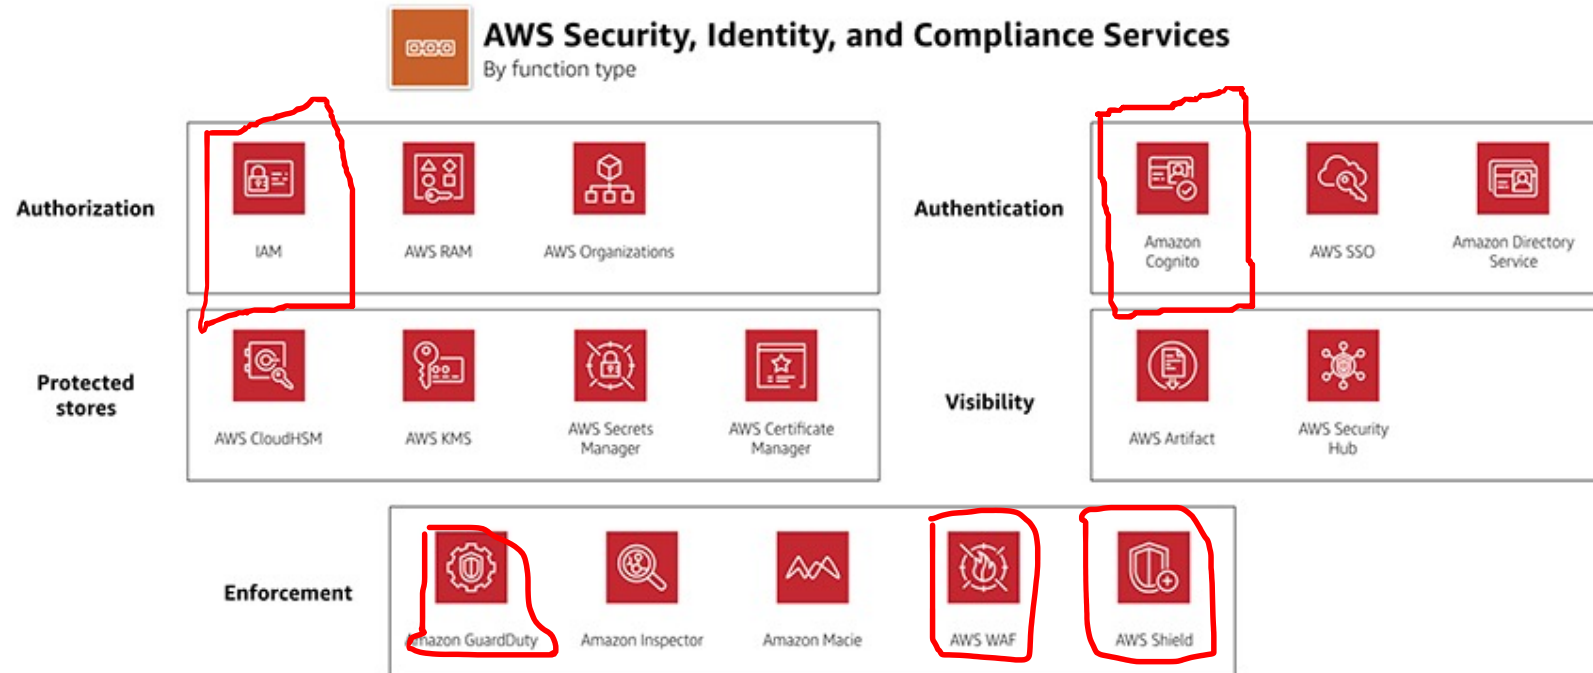 AWS Security, Identity, and Compliance Services
By function type
Authorization
IAM
AWS RAM
AWS Organizations
Authentication
Amazon
Cognito
AWS SSO
Amazon Directory
Service
Protected
stores
AWS CloudHSM
AWS KMS
AWS Secrets
Manager
AWS Certificate
Manager
Visibility
AWS Artifact
AWS Security
Hub
Enforcement
Amazon GuardDuty
Amazon Inspector
Amazon Macie
AWS WAF
AWS Shield